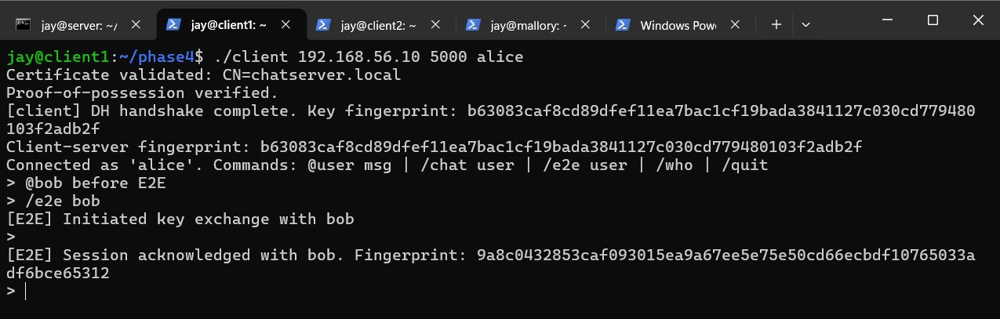 jay@server: ~/
jay@client1: ~
jay@client2: ~
jay@mallory: ~
Windows Pow
jay@client1:~/phase4$ ./client 192.168.56.10 5000 alice
Certificate validated: CN=chatserver.local
Proof-of-possession verified.
[client] DH handshake complete. Key fingerprint: b63083caf8cd89dfef11ea7bac1cf19bada3841127c030cd779480
103f2adb2f
Client-server fingerprint: b63083caf8cd89dfef11ea7bac1cf19bada3841127c030cd779480103f2adb2f
Connected as 'alice'. Commands: @user msg | /chat user | /e2e user | /who | /quit
> @bob before E2E
> /e2e bob
[E2E] Initiated key exchange with bob
>
[E2E] Session acknowledged with bob. Fingerprint: 9a8c0432853caf093015ea9a67ee5e75e50cd66ecbdf10765033a
df6bce65312
>